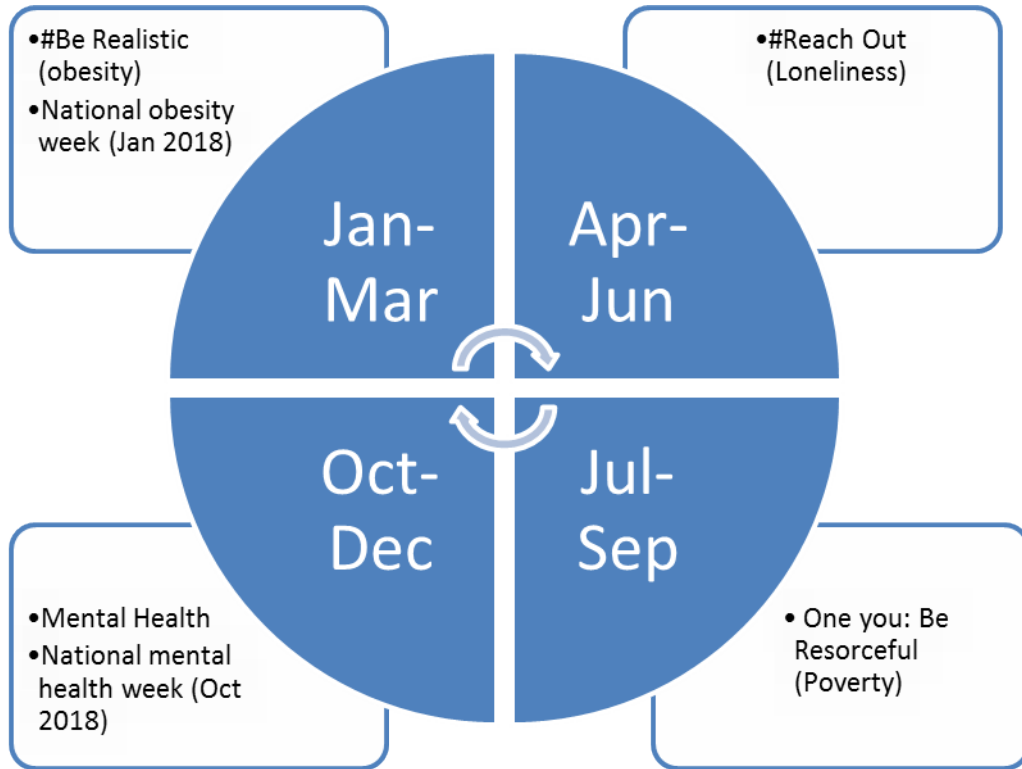 •#Be Realistic
(obesity)
•National obesity
week (Jan 2018)
•#Reach Out
(Loneliness)
Jan-
Mar
Apr-
Jun
Oct-
Dec
Jul-
Sep
•Mental Health
•National mental
health week (Oct
2018)
• One you: Be
Resorceful
(Poverty)